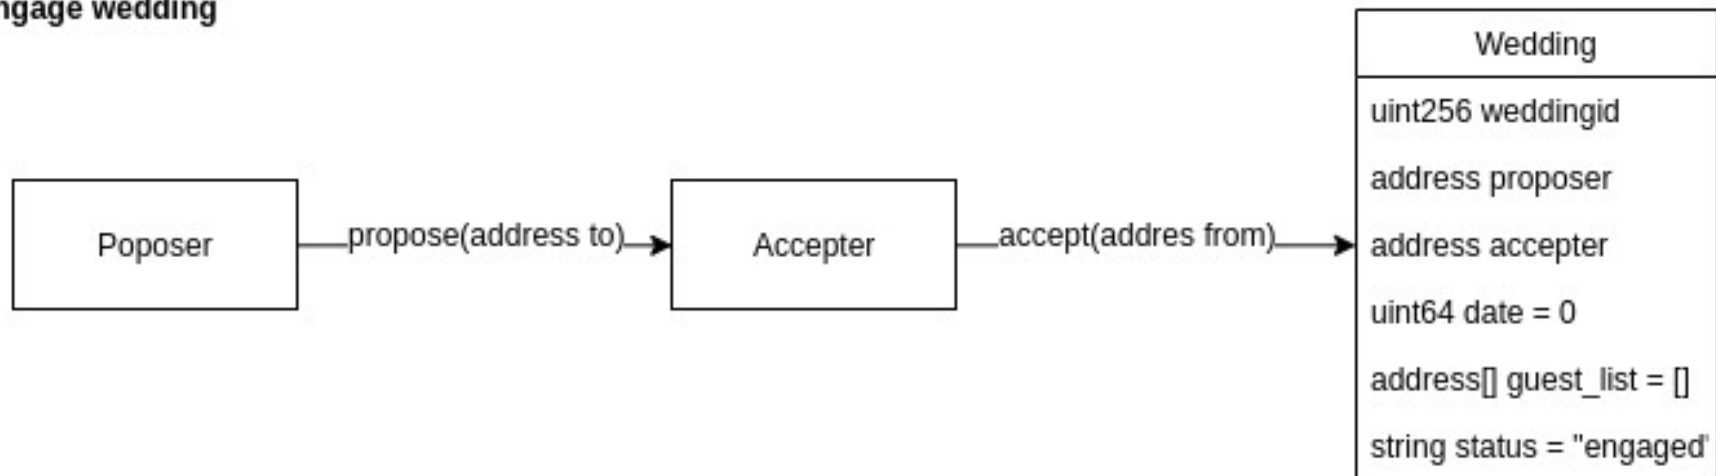 ngage wedding
Wedding
uint256 weddingid
address proposer
Poposer
propose(address to)
Accepter
accept(addres from)
address accepter
uint64 date = 0
address[] guest_list = []
string status = "engaged"